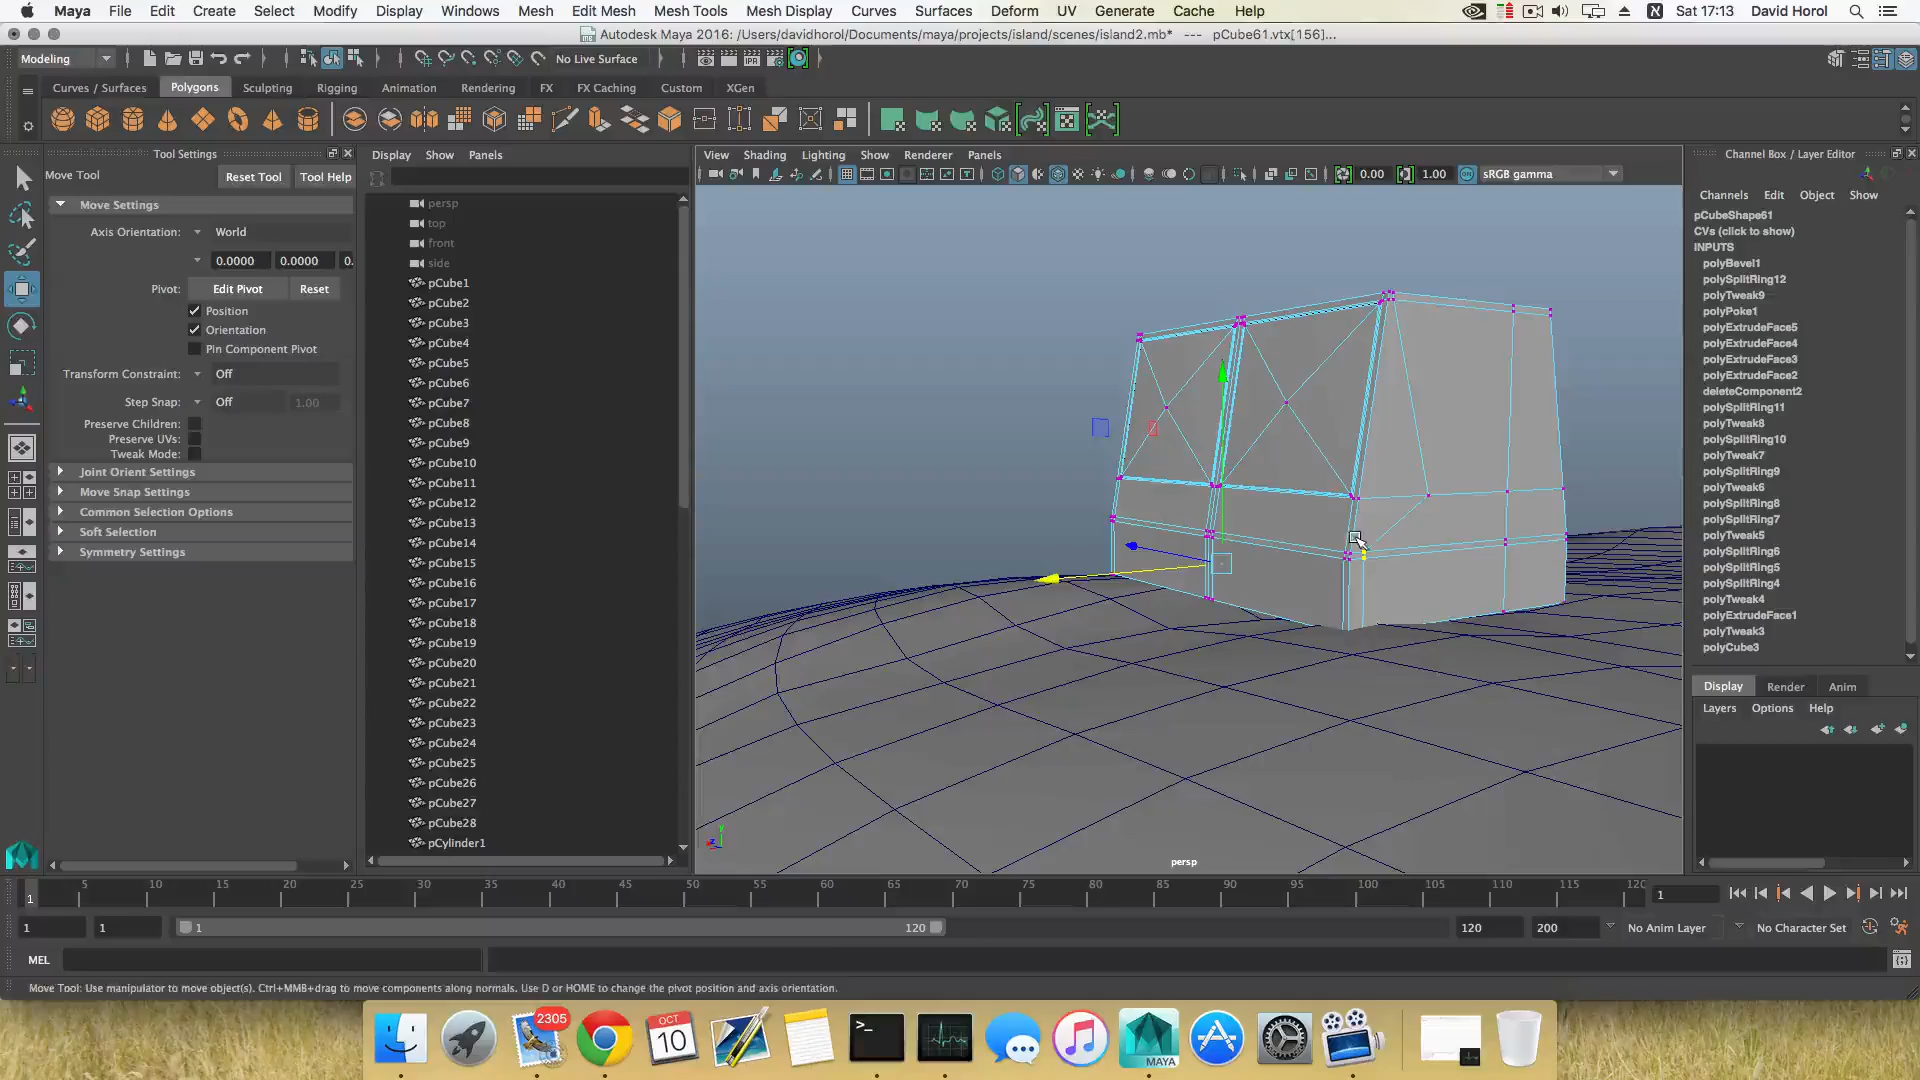 Maya File Edit Create Select Modify Display Windows Mesh Edit Mesh Mesh Tools Mesh Display Curves Surfaces Deform UV Generate Cache Help Sat 17:13 David Horol
Autodesk Maya 2016: /Users/davidhorol/Documents/maya/projects/island/scenes/island2.mb* --- pCube61.vtx[156]...
Modeling No Live Surface
Curves / Surfaces Polygons Sculpting Rigging Animation Rendering FX FX Caching Custom XGen
Tool Settings
Move Tool Reset Tool Tool Help
Move Settings
Axis Orientation: World
0.0000 0.0000 0.
Pivot: Edit Pivot Reset
Position
Orientation
Pin Component Pivot
Transform Constraint: Off
Step Snap: Off 1.00
Preserve Children:
Preserve UVs:
Tweak Mode:
Joint Orient Settings
Move Snap Settings
Common Selection Options
Soft Selection
Symmetry Settings
Display Show Panels
persp
top
front
side
pCube1
pCube2
pCube3
pCube4
pCube5
pCube6
pCube7
pCube8
pCube9
pCube10
pCube11
pCube12
pCube13
pCube14
pCube15
pCube16
pCube17
pCube18
pCube19
pCube20
pCube21
pCube22
pCube23
pCube24
pCube25
pCube26
pCube27
pCube28
pCylinder1
View Shading Lighting Show Renderer Panels
0.00 1.00 sRGB gamma
y
persp
Channel Box / Layer Editor
Channels Edit Object Show
pCubeShape61
CVs (click to show)
INPUTS
polyBevel1
polySplitRing12
polyTweak9
polyPoke1
polyExtrudeFace5
polyExtrudeFace4
polyExtrudeFace3
polyExtrudeFace2
deleteComponent2
polySplitRing11
polyTweak8
polySplitRing10
polyTweak7
polySplitRing9
polyTweak6
polySplitRing8
polySplitRing7
polyTweak5
polySplitRing6
polySplitRing5
polySplitRing4
polyTweak4
polyExtrudeFace1
polyTweak3
polyCube3
Display Render Anim
Layers Options Help
1 5 10 15 20 25 30 35 40 45 50 55 60 65 70 75 80 85 90 95 100 105 110 115 120 1
1 1 1 120 120 200 No Anim Layer No Character Set
MEL
Move Tool: Use manipulator to move object(s). Ctrl+MMB+drag to move components along normals. Use D or HOME to change the pivot position and axis orientation.
2305
OCT
10
MAYA